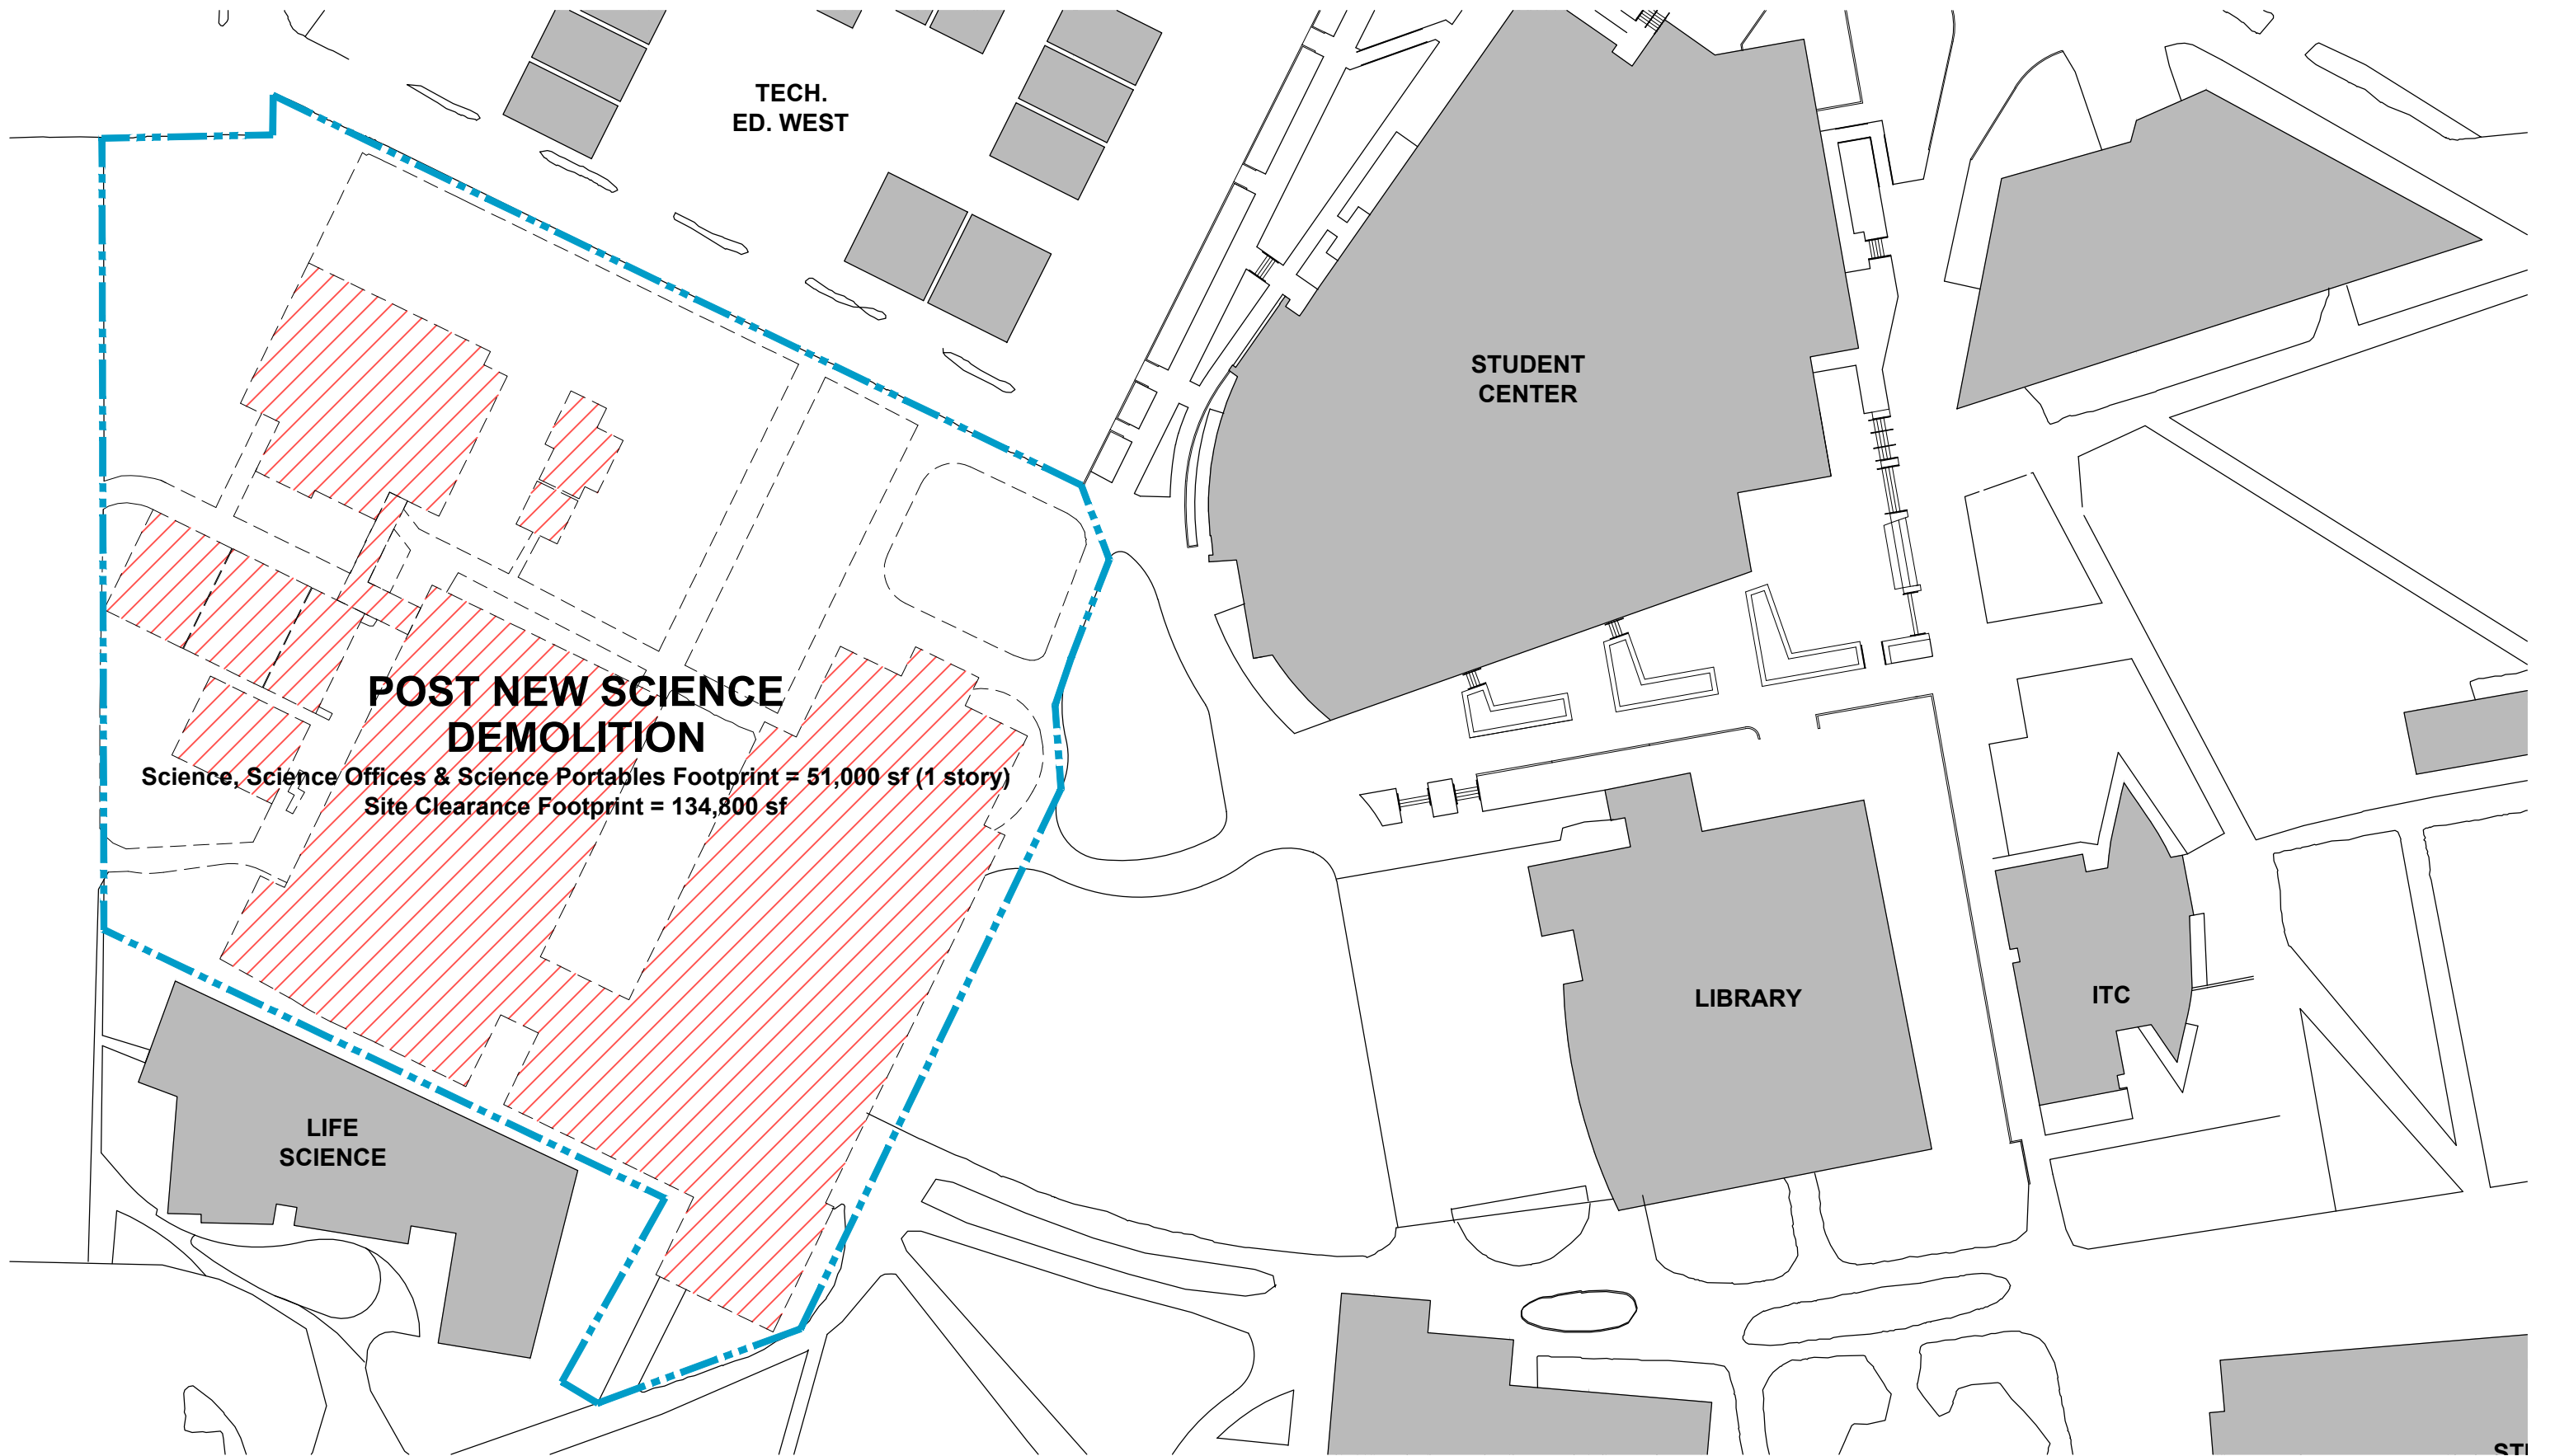 TECH.
ED. WEST
STUDENT
CENTER
POST NEW SCIENCE
DEMOLITION
Science, Science Offices & Science Portables Footprint = 51,000 sf (1 story)
Site Clearance Footprint = 134,800 sf
LIBRARY
ITC
LIFE
SCIENCE